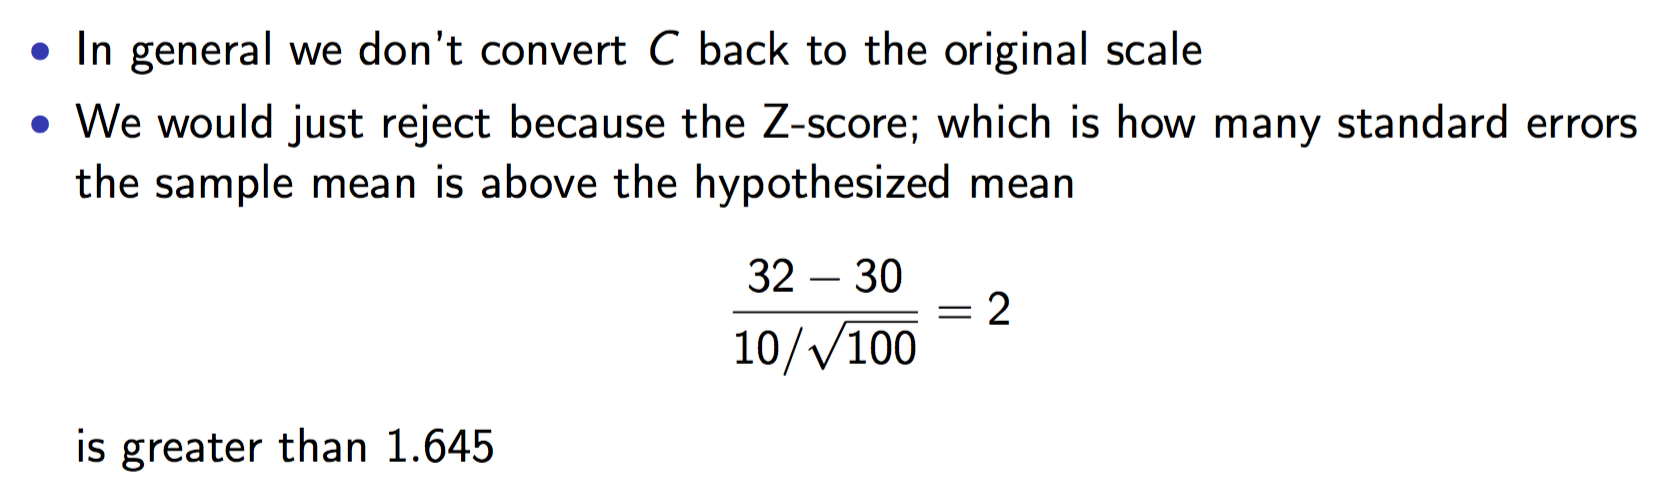 • In general we don't convert C back to the original scale
• We would just reject because the Z-score; which is how many standard errors
the sample mean is above the hypothesized mean
32 − 30
10/√100
= 2
is greater than 1.645